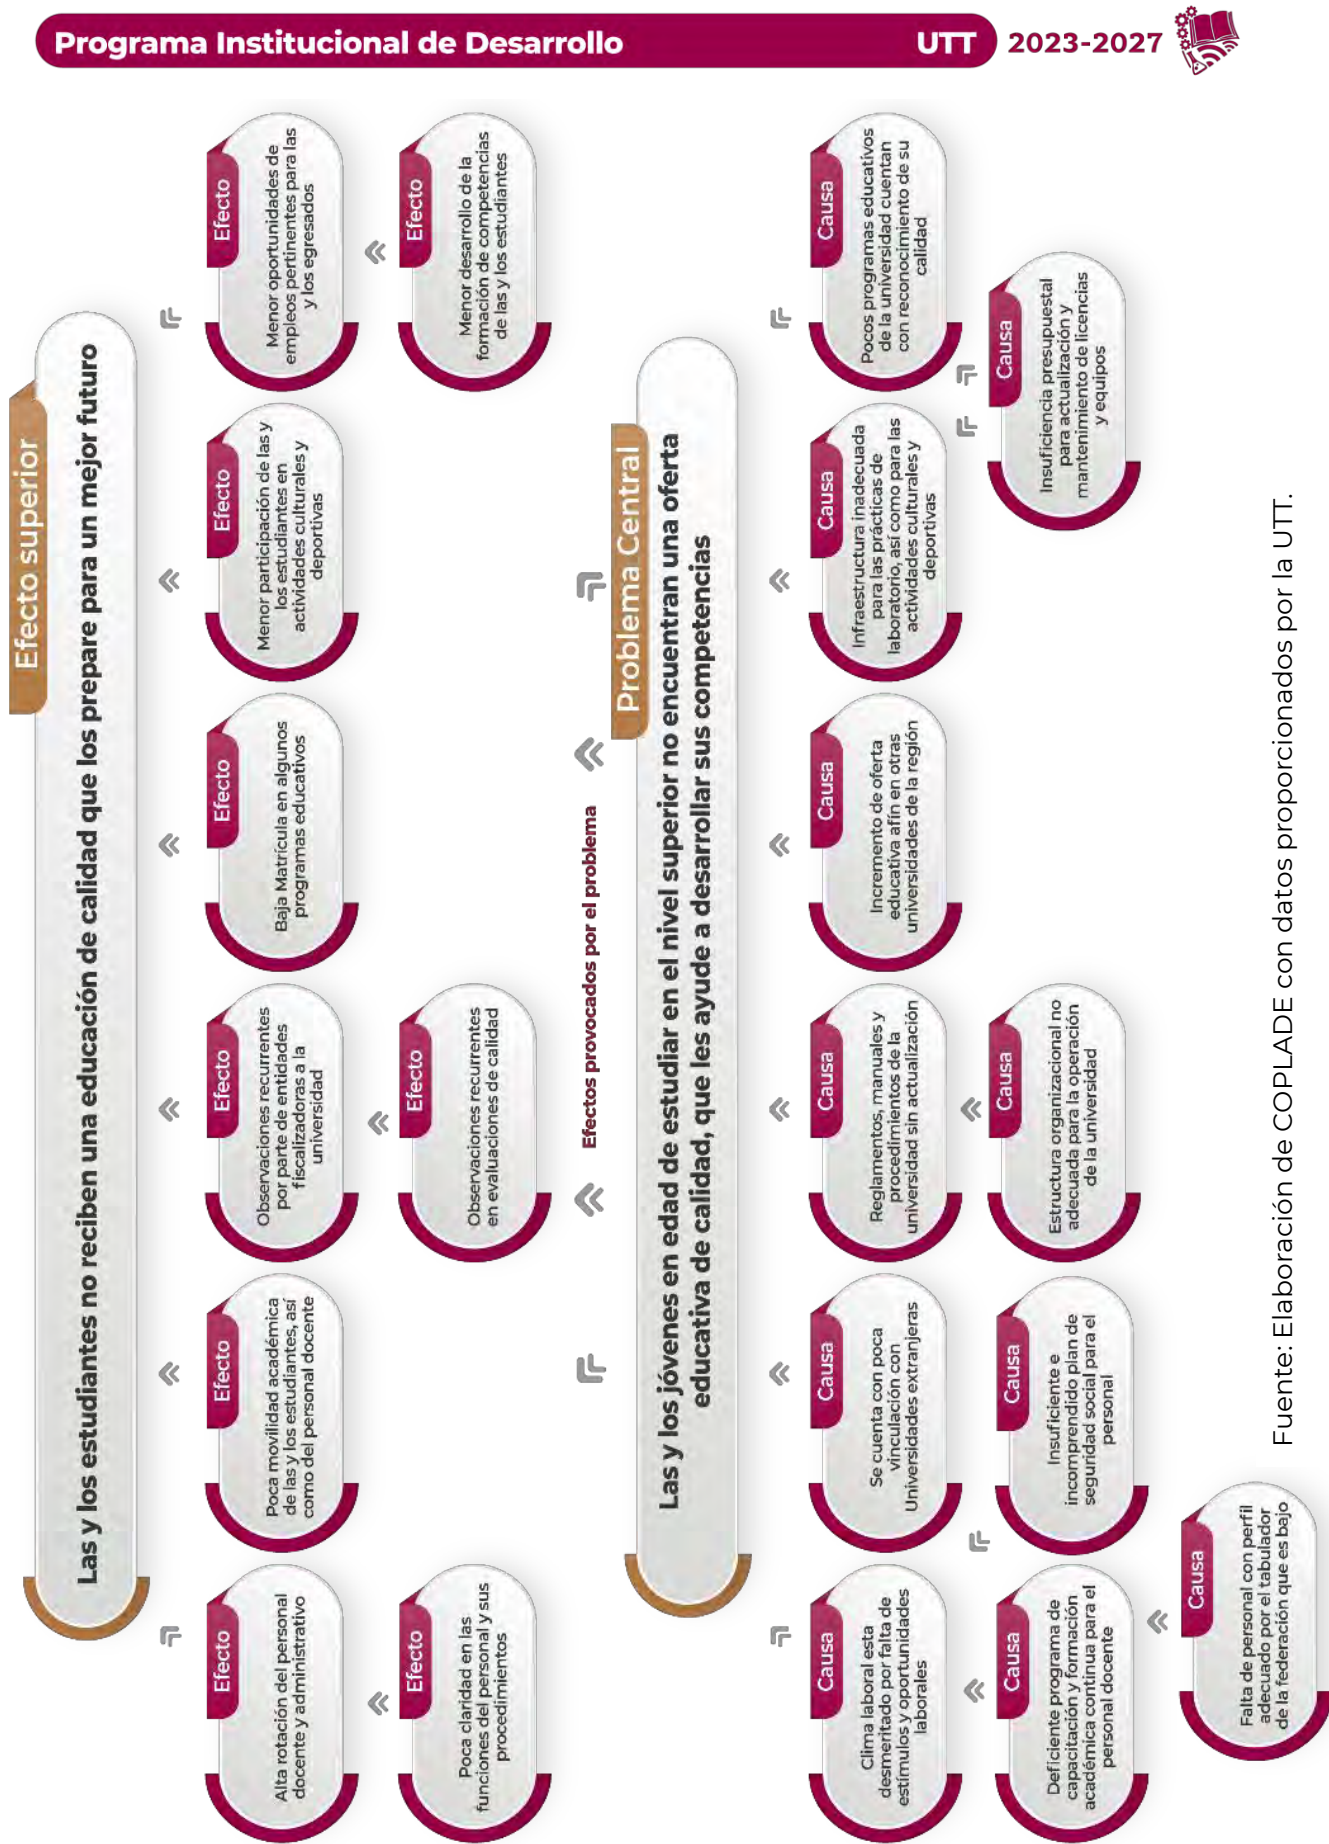 Programa Institucional de Desarrollo
UTT
2023-2027
Efecto superior
Las y los estudiantes no reciben una educación de calidad que los prepare para un mejor futuro
Efecto
Alta rotación del personal
docente y administrativo
Efecto
Poca movilidad académica
de las y los estudiantes, así
como del personal docente
Efecto
Observaciones recurrentes
por parte de entidades
fiscalizadoras a la
universidad
Efecto
Baja Matrícula en algunos
programas educativos
Efecto
Menor participación de las y
los estudiantes en
actividades culturales y
deportivas
Efecto
Menor oportunidades de
empleos pertinentes para las
y los egresados
Efecto
Poca claridad en las
funciones del personal y sus
procedimientos
Efecto
Observaciones recurrentes
en evaluaciones de calidad
Efecto
Menor desarrollo de la
formación de competencias
de las y los estudiantes
Efectos provocados por el problema
Problema Central
Las y los jóvenes en edad de estudiar en el nivel superior no encuentran una oferta
educativa de calidad, que les ayude a desarrollar sus competencias
Causa
Clima laboral esta
desmeritado por falta de
estímulos y oportunidades
laborales
Causa
Se cuenta con poca
vinculación con
Universidades extranjeras
Causa
Reglamentos, manuales y
procedimientos de la
universidad sin actualización
Causa
Incremento de oferta
educativa afín en otras
universidades de la región
Causa
Infraestructura inadecuada
para las prácticas de
laboratorio, así como para las
actividades culturales y
deportivas
Causa
Pocos programas educativos
de la universidad cuentan
con reconocimiento de su
calidad
Causa
Deficiente programa de
capacitación y formación
académica continua para el
personal docente
Causa
Insuficiente e
incomprendido plan de
seguridad social para el
personal
Causa
Estructura organizacional no
adecuada para la operación
de la universidad
Causa
Insuficiencia presupuestal
para actualización y
mantenimiento de licencias
y equipos
Causa
Falta de personal con perfil
adecuado por el tabulador
de la federación que es bajo
Fuente: Elaboración de COPLADE con datos proporcionados por la UTT.